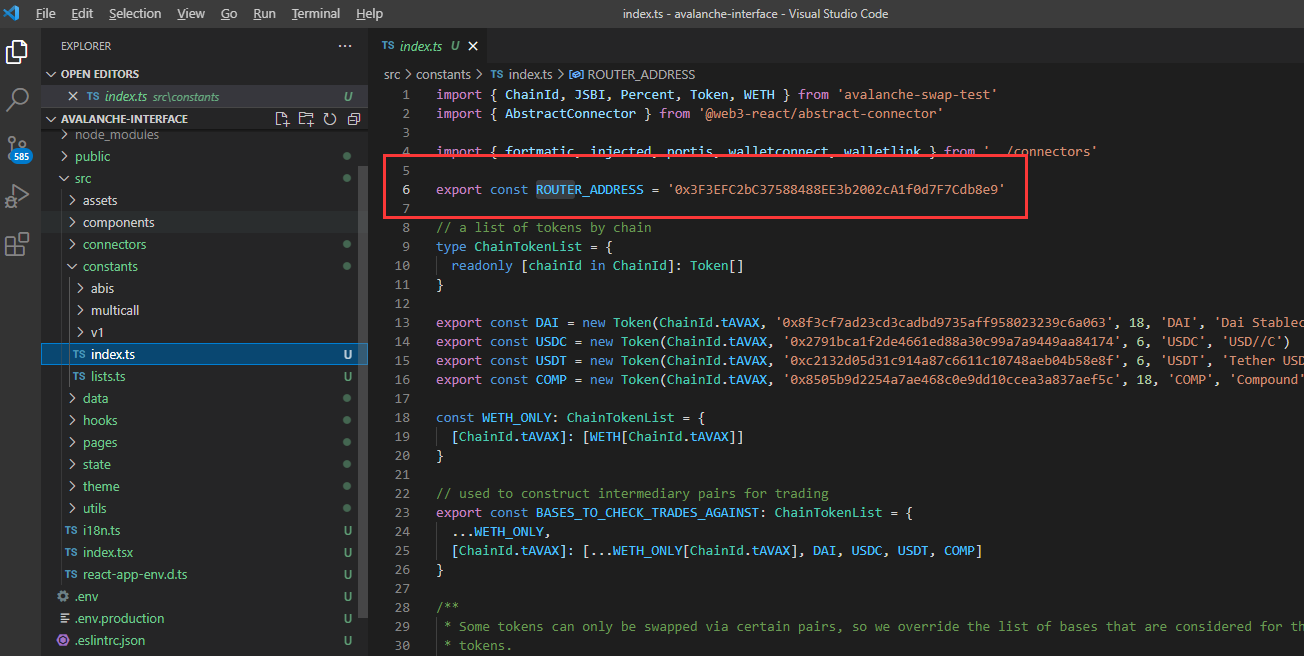 File Edit Selection View Go Run Terminal Help index.ts - avalanche-interface - Visual Studio Code
EXPLORER ...
OPEN EDITORS
TS index.ts src\constants U
AVALANCHE-INTERFACE
node_modules
public
src
assets
components
connectors
constants
abis
multicall
v1
TS index.ts U
TS lists.ts U
data
hooks
pages
state
theme
utils
TS i18n.ts U
TS index.tsx U
TS react-app-env.d.ts U
.env U
.env.production U
.eslintrc.json U
585
TS index.ts U
src > constants > TS index.ts > ROUTER_ADDRESS
1 import { ChainId, JSBI, Percent, Token, WETH } from 'avalanche-swap-test'
2 import { AbstractConnector } from '@web3-react/abstract-connector'
3
4 import { fortmatic, injected, portis, walletconnect, walletlink } from '../connectors'
5
6 export const ROUTER_ADDRESS = '0x3F3EFC2bC37588488EE3b2002cA1f0d7F7Cdb8e9'
7
8 // a list of tokens by chain
9 type ChainTokenList = {
10 readonly [chainId in ChainId]: Token[]
11 }
12
13 export const DAI = new Token(ChainId.tAVAX, '0x8f3cf7ad23cd3cadbd9735aff958023239c6a063', 18, 'DAI', 'Dai Stablec
14 export const USDC = new Token(ChainId.tAVAX, '0x2791bca1f2de4661ed88a30c99a7a9449aa84174', 6, 'USDC', 'USD//C')
15 export const USDT = new Token(ChainId.tAVAX, '0xc2132d05d31c914a87c6611c10748aeb04b58e8f', 6, 'USDT', 'Tether USD
16 export const COMP = new Token(ChainId.tAVAX, '0x8505b9d2254a7ae468c0e9dd10ccea3a837aef5c', 18, 'COMP', 'Compound'
17
18 const WETH_ONLY: ChainTokenList = {
19 [ChainId.tAVAX]: [WETH[ChainId.tAVAX]]
20 }
21
22 // used to construct intermediary pairs for trading
23 export const BASES_TO_CHECK_TRADES_AGAINST: ChainTokenList = {
24 ...WETH_ONLY,
25 [ChainId.tAVAX]: [...WETH_ONLY[ChainId.tAVAX], DAI, USDC, USDT, COMP]
26 }
27
28 /**
29 * Some tokens can only be swapped via certain pairs, so we override the list of bases that are considered for th
30 * tokens.